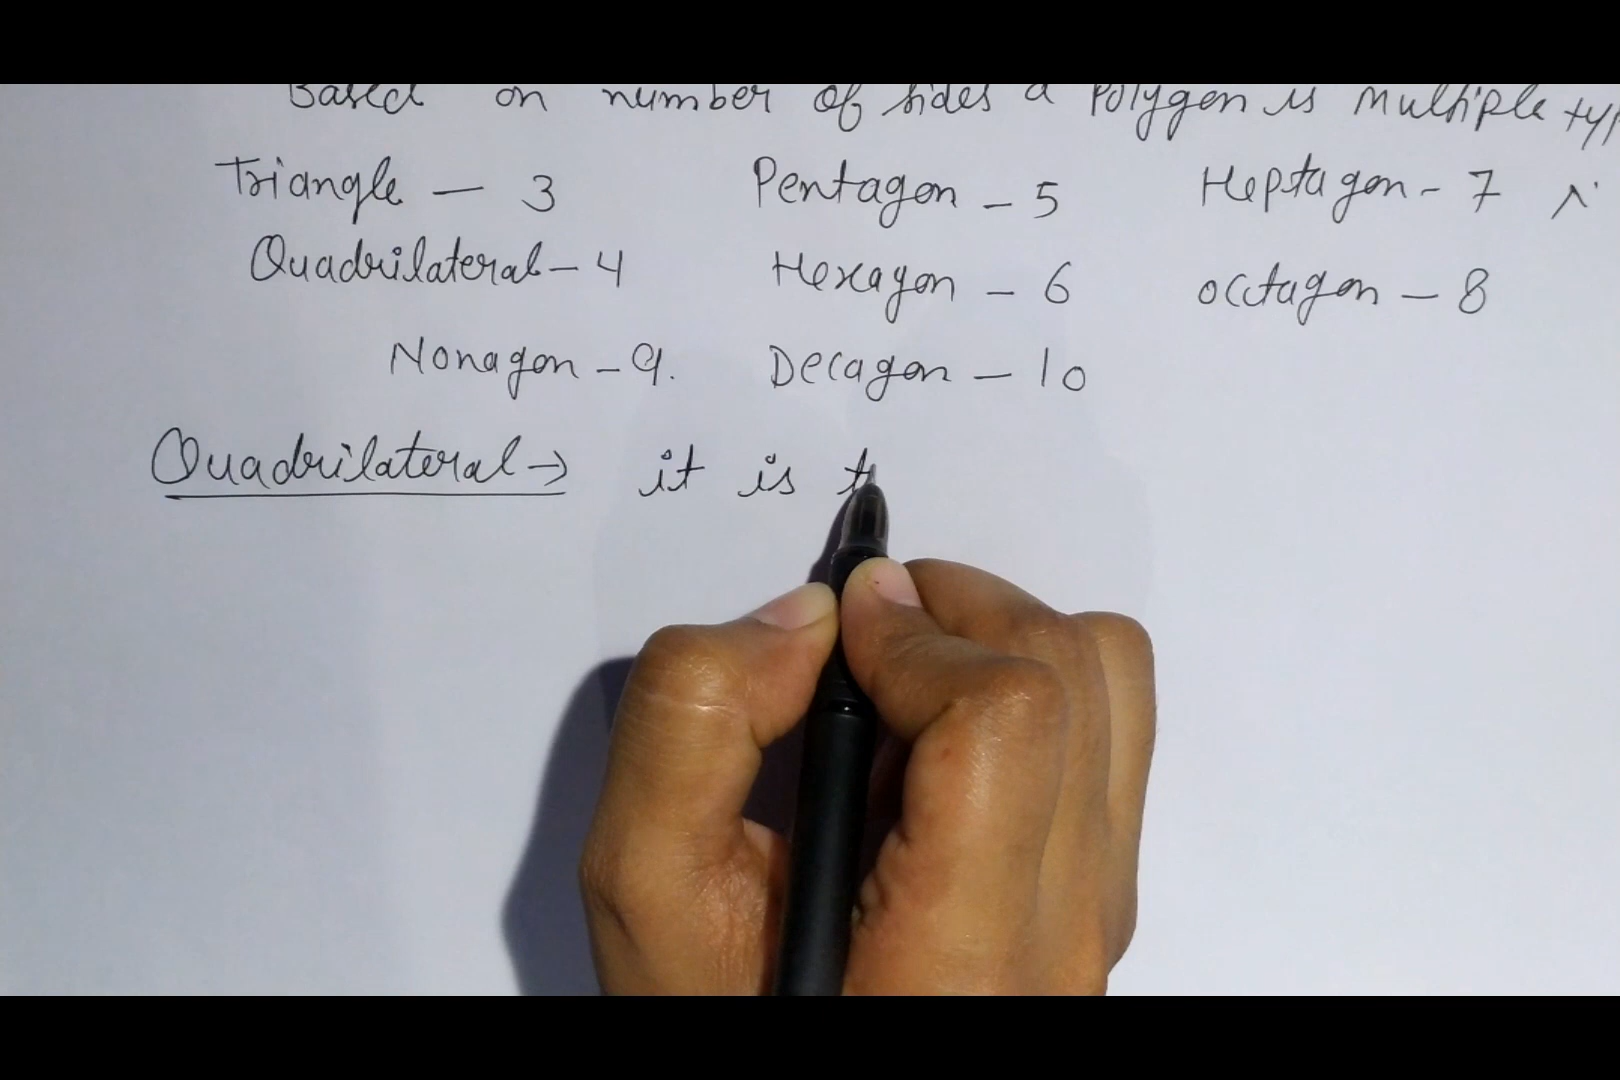 Based on number of sides a Polygon is multiple typ
Triangle - 3 Pentagon - 5 Heptagon - 7
Quadrilateral - 4 Hexagon - 6 octagon - 8
Nonagon - 9. Decagon - 10
Quadrilateral → it is t